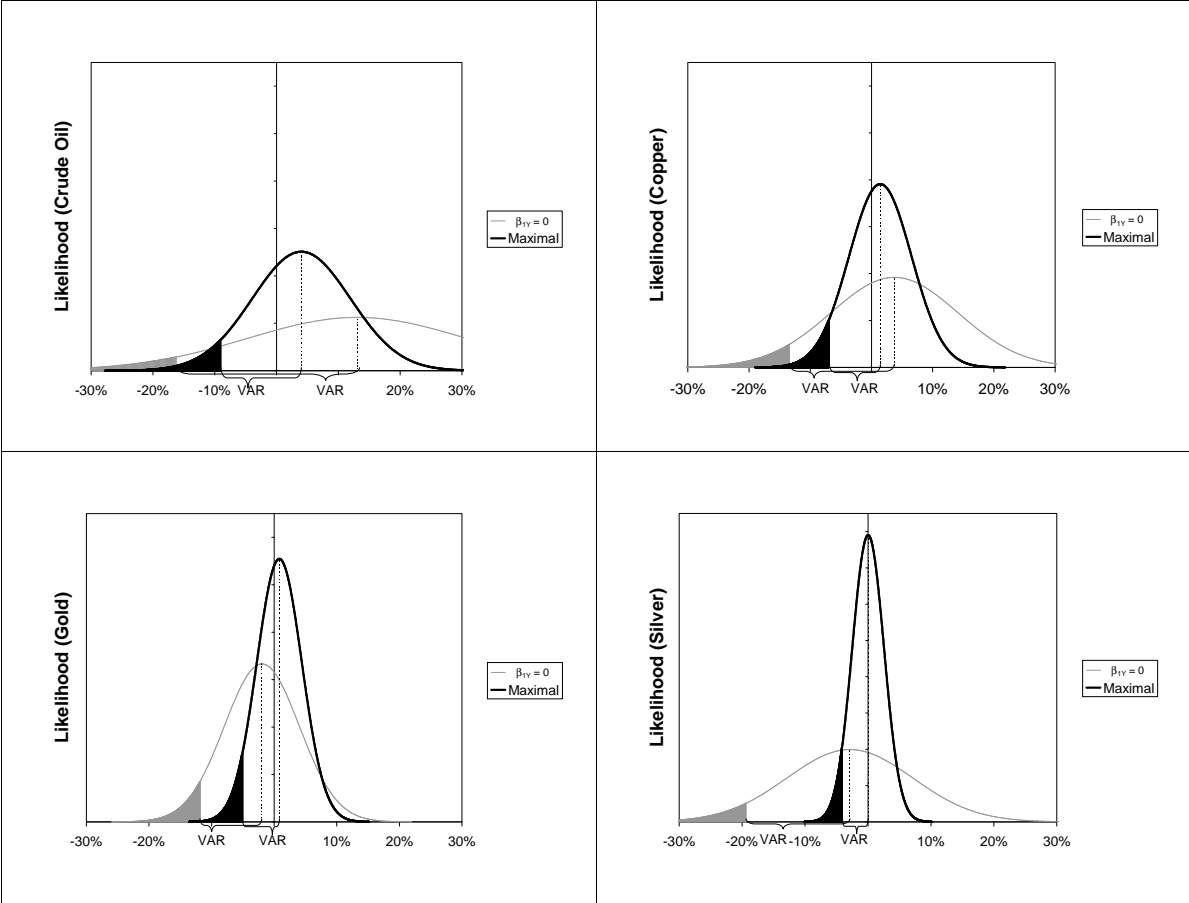 Likelihood (Crude Oil)
β1Y = 0
Maximal
-30% -20% -10% VAR VAR 20% 30%
Likelihood (Copper)
β1Y = 0
Maximal
-30% -20% VAR VAR 10% 20% 30%
Likelihood (Gold)
β1Y = 0
Maximal
-30% -20% VAR VAR 10% 20% 30%
Likelihood (Silver)
β1Y = 0
Maximal
-30% -20% VAR -10% VAR 10% 20% 30%